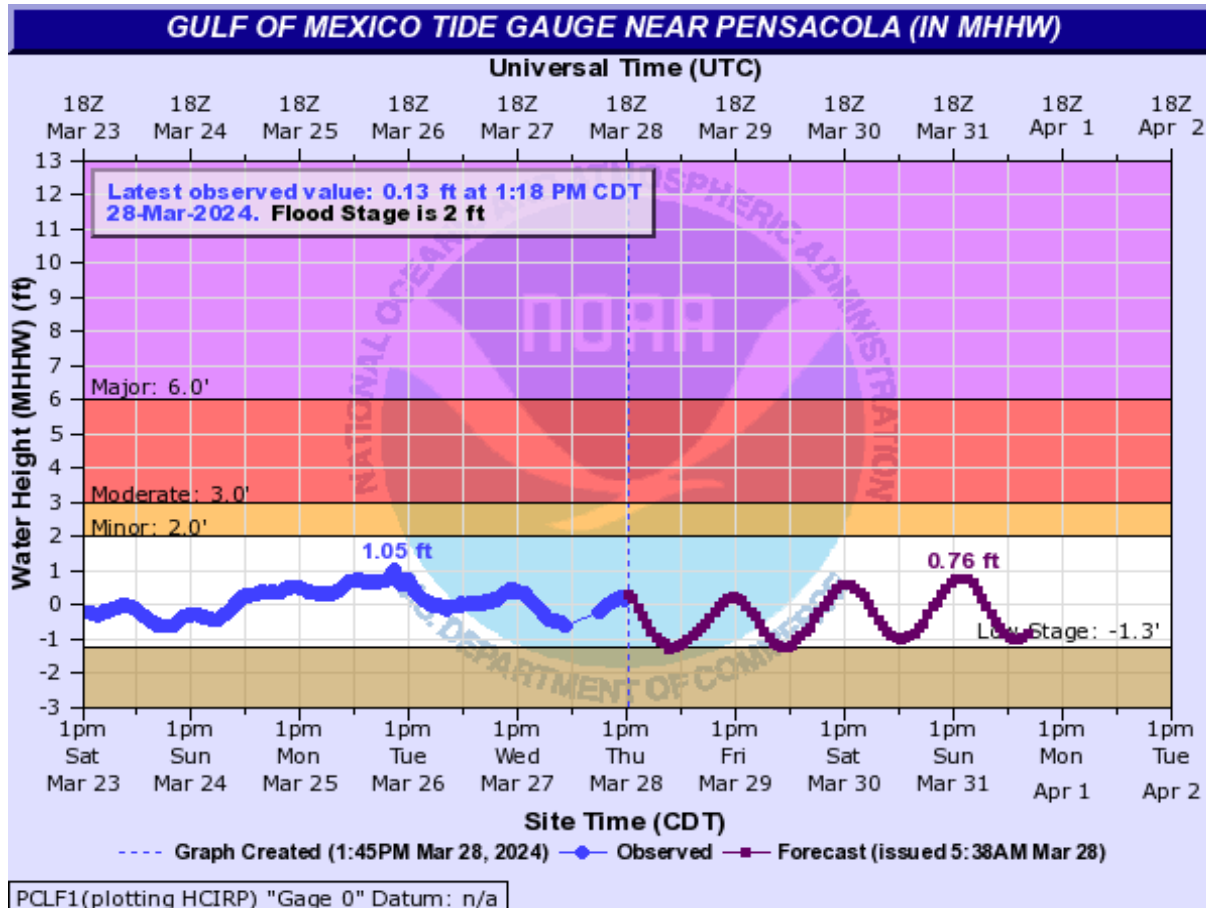 GULF OF MEXICO TIDE GAUGE NEAR PENSACOLA (IN MHHW)
Universal Time (UTC)
18Z 18Z 18Z 18Z 18Z 18Z 18Z 18Z 18Z 18Z 18Z
Mar 23 Mar 24 Mar 25 Mar 26 Mar 27 Mar 28 Mar 29 Mar 30 Mar 31 Apr 1 Apr 2
Water Height (MHHW) (ft)
13
12
11
10
9
8
7
6
5
4
3
2
1
0
-1
-2
-3
Latest observed value: 0.13 ft at 1:18 PM CDT
28-Mar-2024. Flood Stage is 2 ft
NATIONAL OCEANIC AND ATMOSPHERIC ADMINISTRATION
NOAA
Major: 6.0'
Moderate: 3.0'
Minor: 2.0'
1.05 ft
0.76 ft
Low Stage: -1.3'
U.S. DEPARTMENT OF COMMERCE
1pm 1pm 1pm 1pm 1pm 1pm 1pm 1pm 1pm 1pm 1pm
Sat Sun Mon Tue Wed Thu Fri Sat Sun Mon Tue
Mar 23 Mar 24 Mar 25 Mar 26 Mar 27 Mar 28 Mar 29 Mar 30 Mar 31 Apr 1 Apr 2
Site Time (CDT)
Graph Created (1:45PM Mar 28, 2024) Observed Forecast (issued 5:38AM Mar 28)
PCLF1(plotting HCIRP) "Gage 0" Datum: n/a